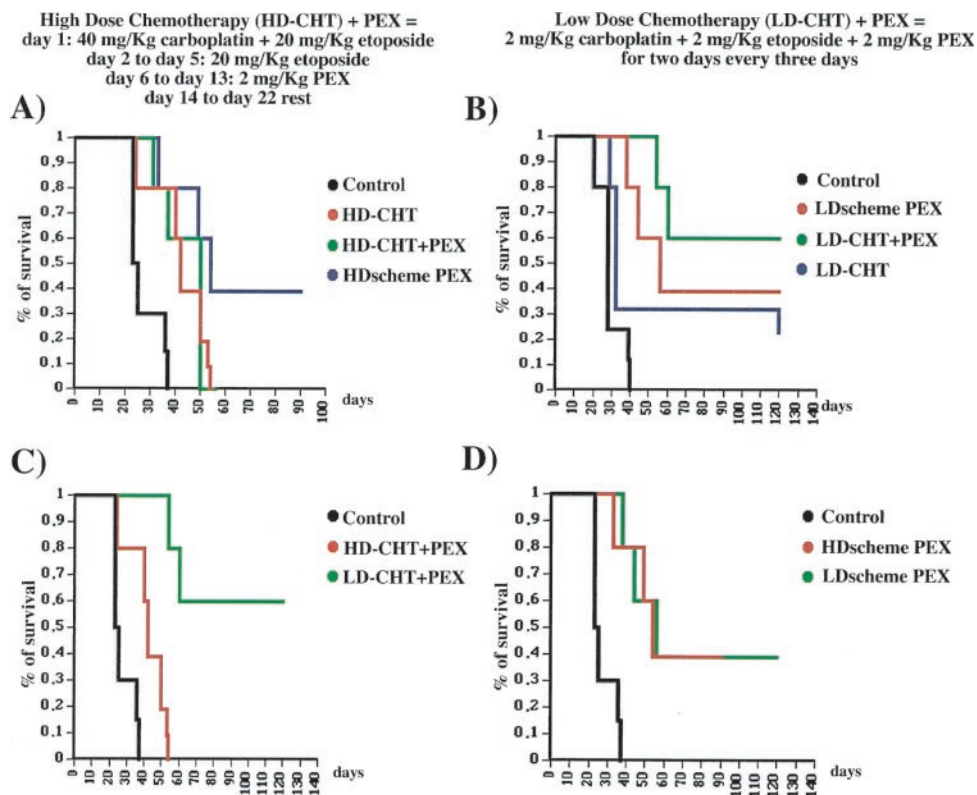 High Dose Chemotherapy (HD-CHT) + PEX =
day 1: 40 mg/Kg carboplatin + 20 mg/Kg etoposide
day 2 to day 5: 20 mg/Kg etoposide
day 6 to day 13: 2 mg/Kg PEX
day 14 to day 22 rest
Low Dose Chemotherapy (LD-CHT) + PEX =
2 mg/Kg carboplatin + 2 mg/Kg etoposide + 2 mg/Kg PEX
for two days every three days
A)
% of survival
1
0,9
0,8
0,7
0,6
0,5
0,4
0,3
0,2
0,1
0
0 10 20 30 40 50 60 70 80 90 100
days
Control
HD-CHT
HD-CHT+PEX
HDscheme PEX
B)
% of survival
1
0,9
0,8
0,7
0,6
0,5
0,4
0,3
0,2
0,1
0
0 10 20 30 40 50 60 70 80 90 100 110 120 130 140
days
Control
LDscheme PEX
LD-CHT+PEX
LD-CHT
C)
% of survival
1
0,9
0,8
0,7
0,6
0,5
0,4
0,3
0,2
0,1
0
0 10 20 30 40 50 60 70 80 90 100 110 120 130 140
days
Control
HD-CHT+PEX
LD-CHT+PEX
D)
% of survival
1
0,9
0,8
0,7
0,6
0,5
0,4
0,3
0,2
0,1
0
0 10 20 30 40 50 60 70 80 90 100 110 120 130 140
days
Control
HDscheme PEX
LDscheme PEX